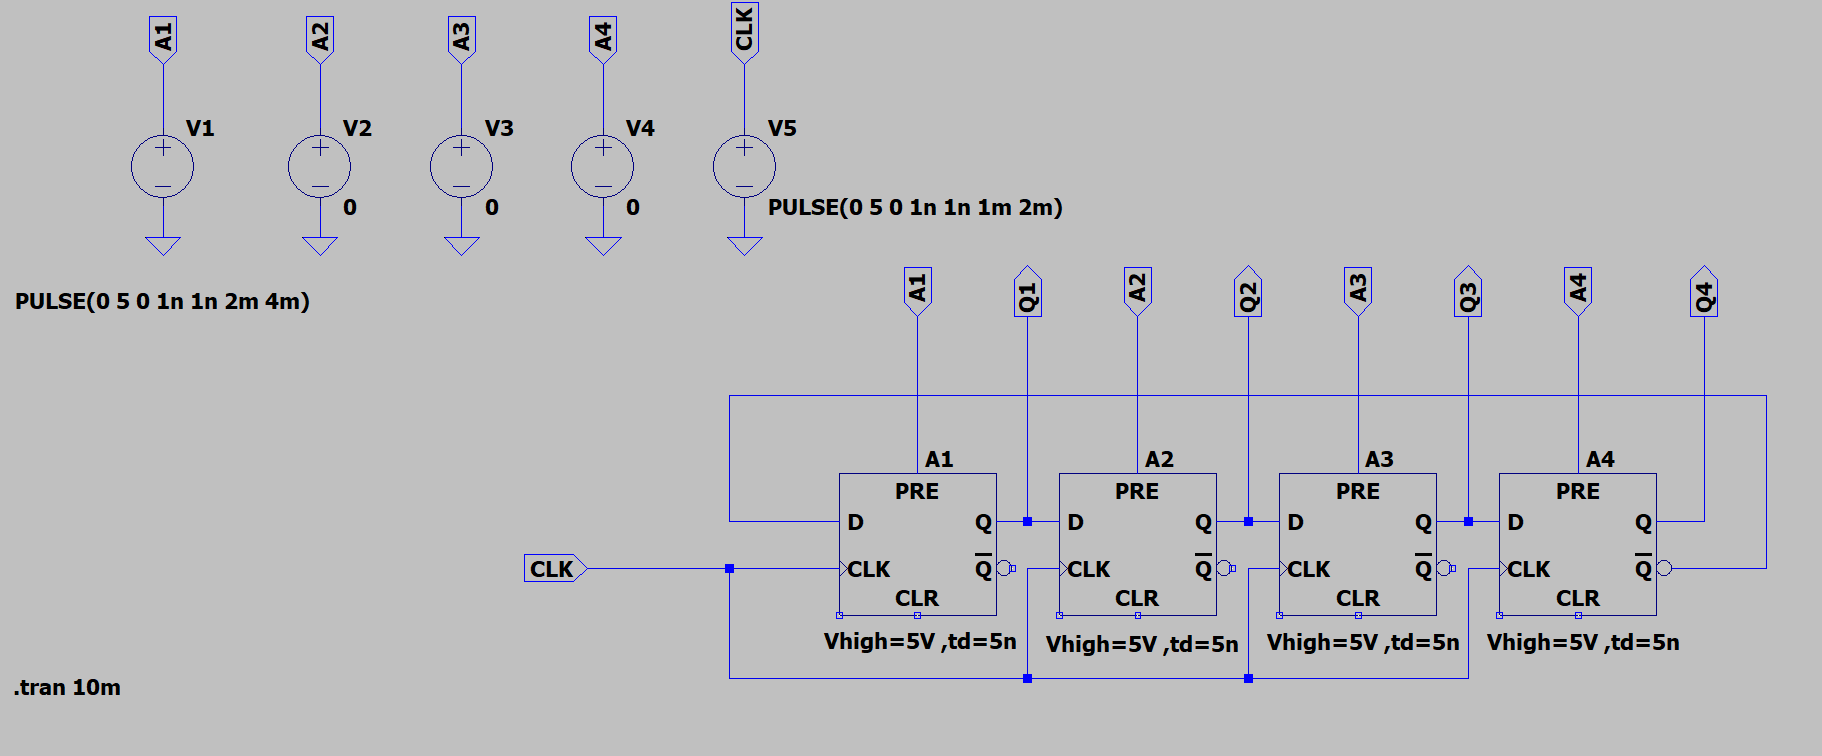 A1
A2
A3
A4
CLK
V1
V2
V3
V4
V5
0
0
0
PULSE(0 5 0 1n 1n 1m 2m)
PULSE(0 5 0 1n 1n 2m 4m)
A1
Q1
A2
Q2
A3
Q3
A4
Q4
A1
A2
A3
A4
PRE
PRE
PRE
PRE
D
Q
D
Q
D
Q
D
Q
CLK
CLK
Q
CLK
Q
CLK
Q
CLK
Q
CLR
CLR
CLR
CLR
Vhigh=5V ,td=5n
Vhigh=5V ,td=5n
Vhigh=5V ,td=5n
Vhigh=5V ,td=5n
.tran 10m